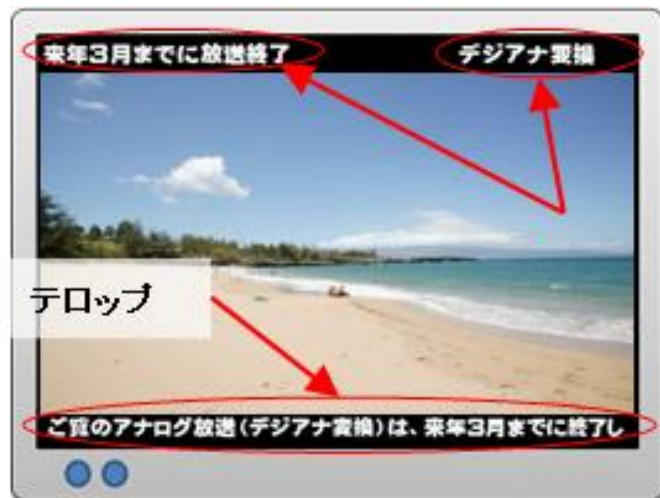 来年3月までに放送終了
デジアナ変換
テロップ
ご覧のアナログ放送(デジアナ変換)は、来年3月までに終了し